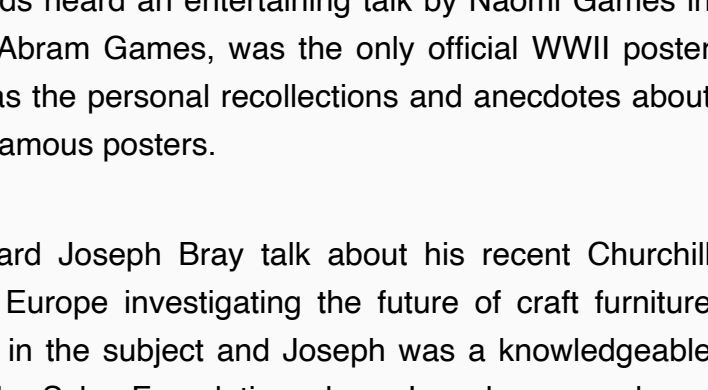 ds heard an entertaining talk by Naomi Games in
Abram Games, was the only official WWII poster
as the personal recollections and anecdotes about
amous posters.
ard Joseph Bray talk about his recent Churchill
Europe investigating the future of craft furniture
in the subject and Joseph was a knowledgeable